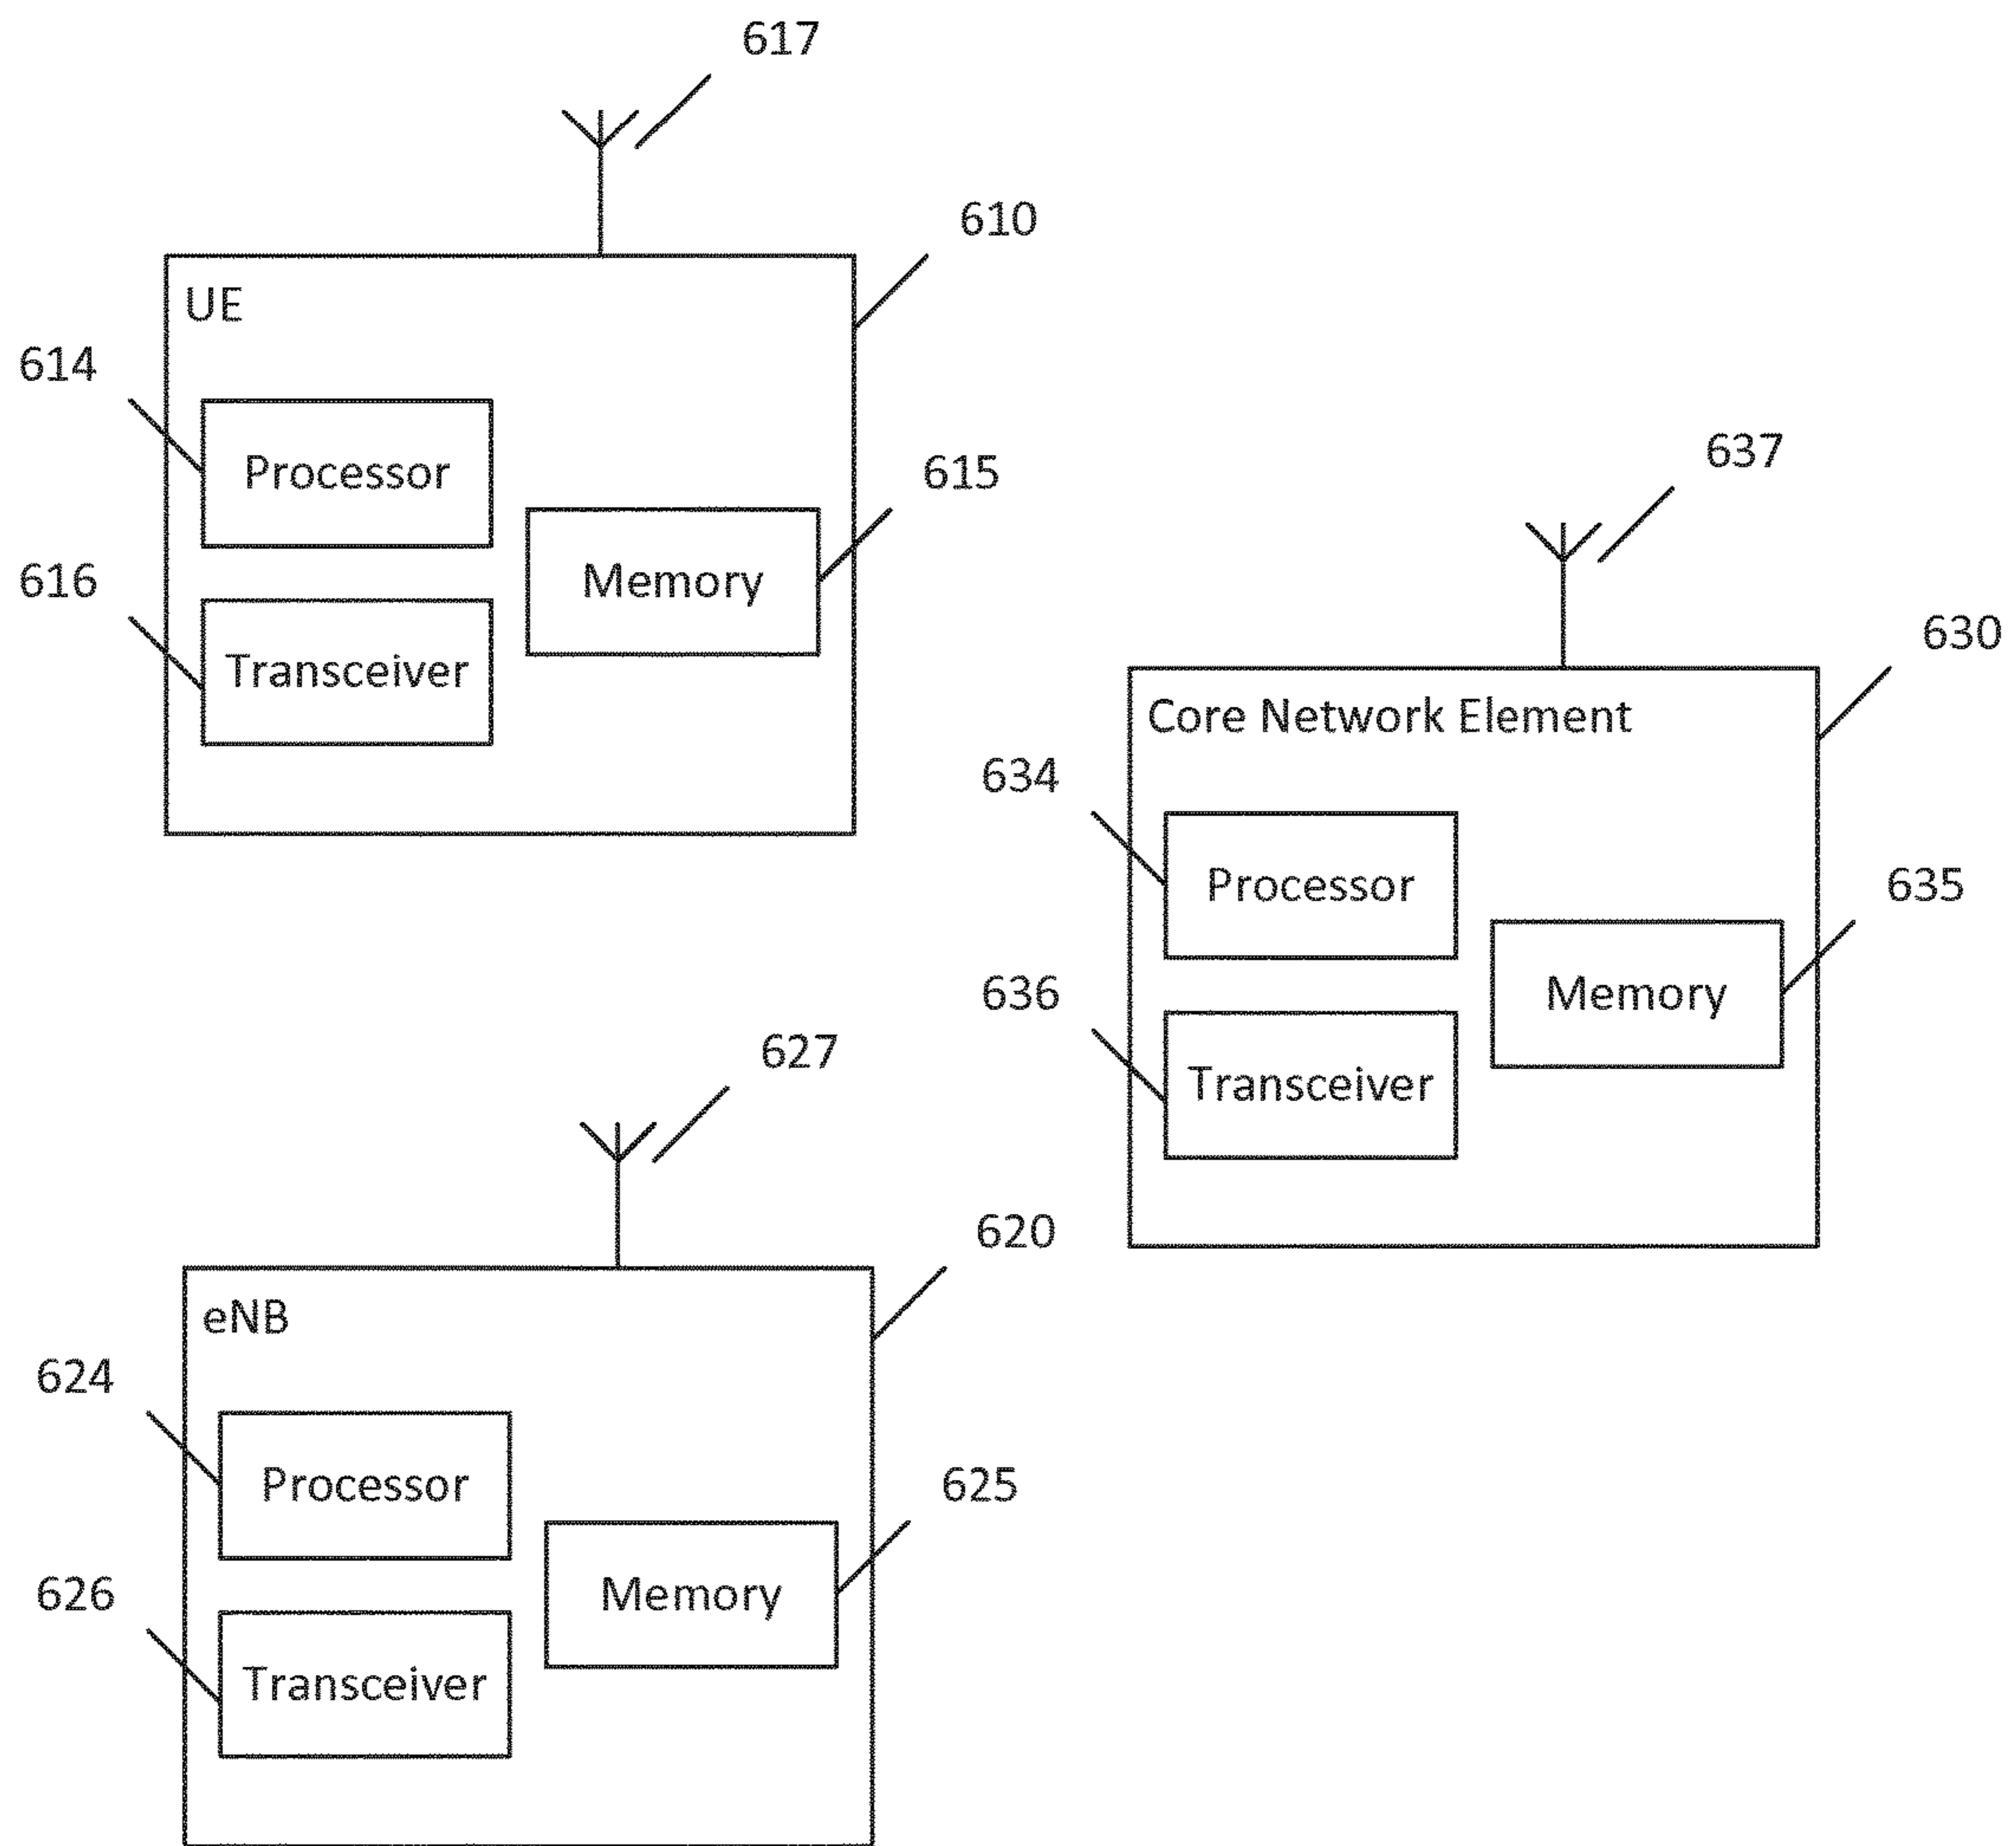 617
610
UE
614
Processor
615
Memory
616
Transceiver
637
630
Core Network Element
634
Processor
635
Memory
636
Transceiver
627
620
eNB
624
Processor
625
Memory
626
Transceiver